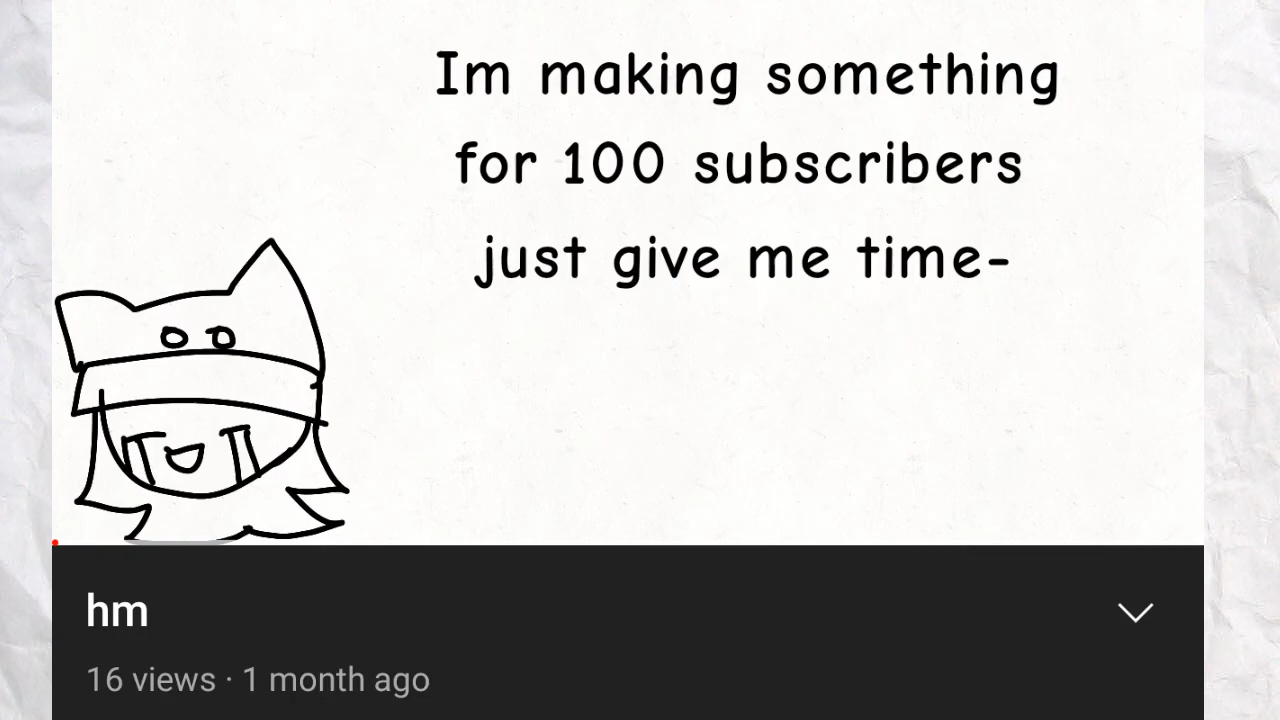 Im making something
for 100 subscribers
just give me time-
hm
16 views · 1 month ago